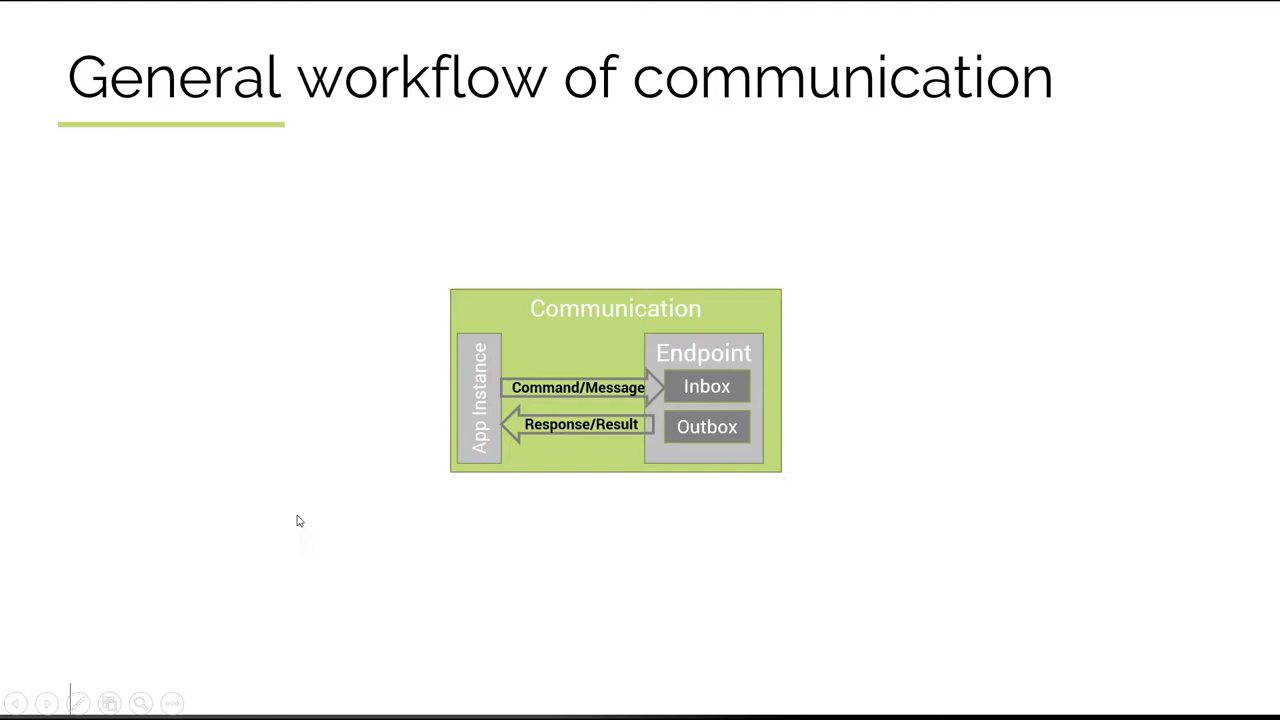 General workflow of communication
Communication
App Instance
Endpoint
Command/Message
Inbox
Response/Result
Outbox